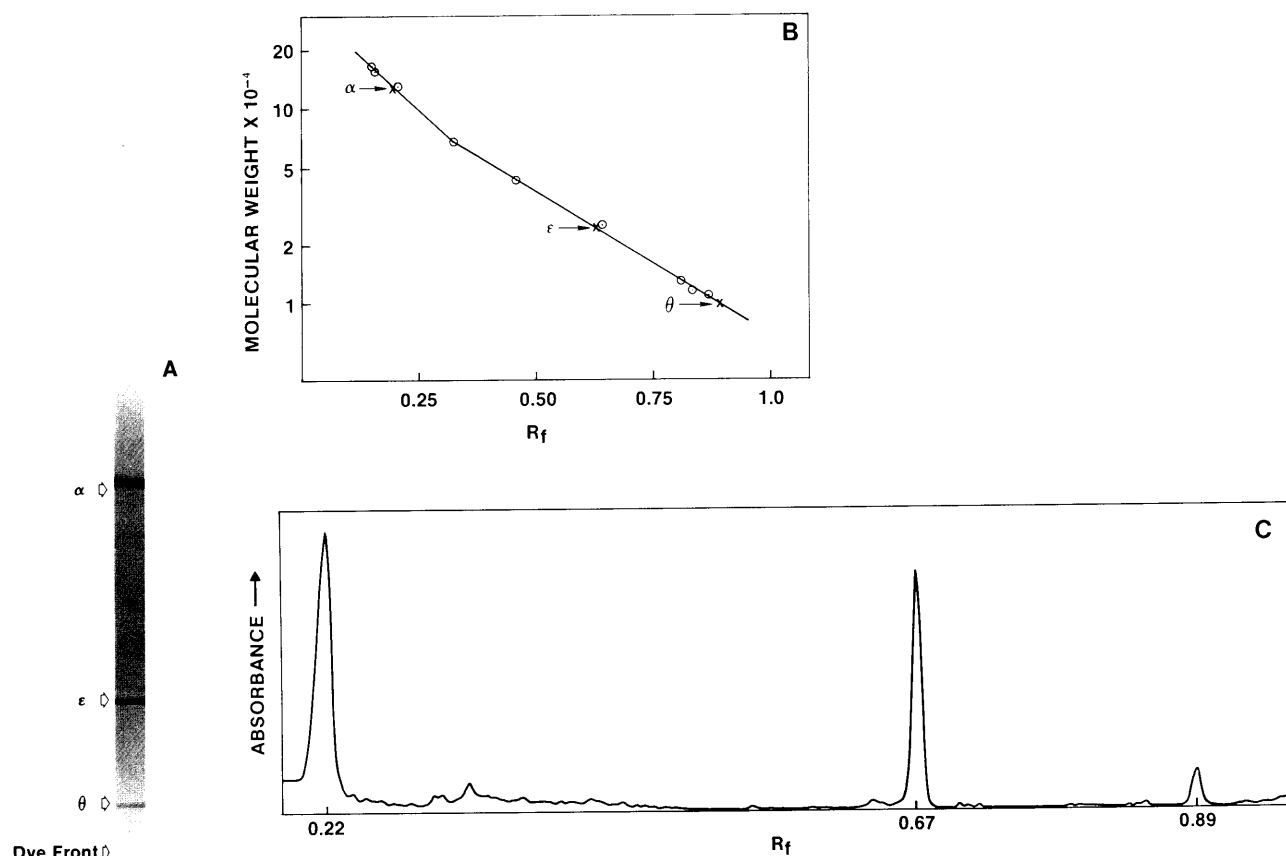 B
MOLECULAR WEIGHT X 10⁻⁴
20
10
5
2
1
α
ε
θ
0.25 0.50 0.75 1.0
Rf
A
α
ε
θ
Dye Front
C
ABSORBANCE
0.22 0.67 0.89
Rf